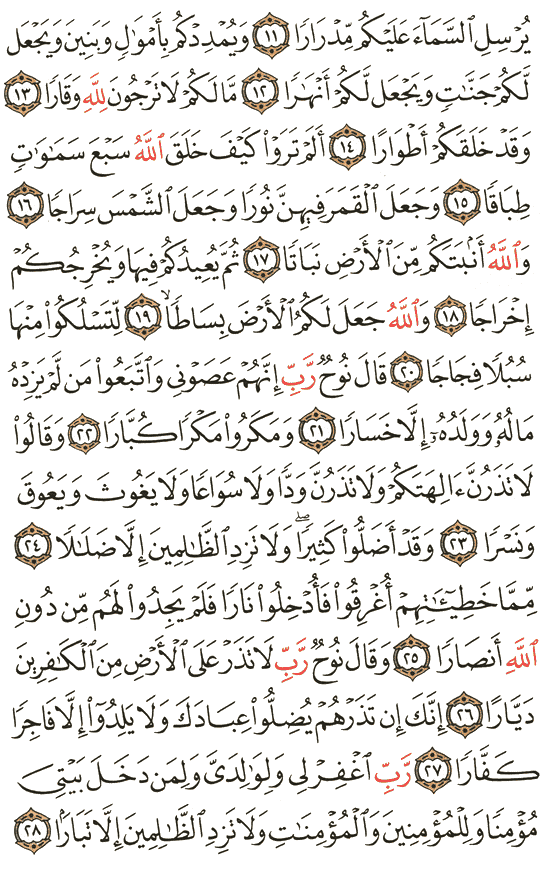 يُرْسِلِ ٱلسَّمَآءَ عَلَيْكُم مِّدْرَارًا ١١ وَيُمْدِدْكُم بِأَمْوَٰلٍ وَبَنِينَ وَيَجْعَل
لَّكُمْ جَنَّٰتٍ وَيَجْعَل لَّكُمْ أَنْهَٰرًا ١٢ مَّا لَكُمْ لَا تَرْجُونَ لِلَّهِ وَقَارًا ١٣
وَقَدْ خَلَقَكُمْ أَطْوَارًا ١٤ أَلَمْ تَرَوْا۟ كَيْفَ خَلَقَ ٱللَّهُ سَبْعَ سَمَٰوَٰتٍ
طِبَاقًا ١٥ وَجَعَلَ ٱلْقَمَرَ فِيهِنَّ نُورًا وَجَعَلَ ٱلشَّمْسَ سِرَاجًا ١٦
وَٱللَّهُ أَنۢبَتَكُم مِّنَ ٱلْأَرْضِ نَبَاتًا ١٧ ثُمَّ يُعِيدُكُمْ فِيهَا وَيُخْرِجُكُمْ
إِخْرَاجًا ١٨ وَٱللَّهُ جَعَلَ لَكُمُ ٱلْأَرْضَ بِسَاطًا ١٩ لِّتَسْلُكُوا۟ مِنْهَا
سُبُلًا فِجَاجًا ٢٠ قَالَ نُوحٌ رَّبِّ إِنَّهُمْ عَصَوْنِى وَٱتَّبَعُوا۟ مَن لَّمْ يَزِدْهُ
مَالُهُۥ وَوَلَدُهُۥٓ إِلَّا خَسَارًا ٢١ وَمَكَرُوا۟ مَكْرًا كُبَّارًا ٢٢ وَقَالُوا۟
لَا تَذَرُنَّ ءَالِهَتَكُمْ وَلَا تَذَرُنَّ وَدًّا وَلَا سُوَاعًا وَلَا يَغُوثَ وَيَعُوقَ
وَنَسْرًا ٢٣ وَقَدْ أَضَلُّوا۟ كَثِيرًا ۖ وَلَا تَزِدِ ٱلظَّٰلِمِينَ إِلَّا ضَلَٰلًا ٢٤
مِّمَّا خَطِيٓـَٰٔتِهِمْ أُغْرِقُوا۟ فَأُدْخِلُوا۟ نَارًا فَلَمْ يَجِدُوا۟ لَهُم مِّن دُونِ
ٱللَّهِ أَنصَارًا ٢٥ وَقَالَ نُوحٌ رَّبِّ لَا تَذَرْ عَلَى ٱلْأَرْضِ مِنَ ٱلْكَٰفِرِينَ
دَيَّارًا ٢٦ إِنَّكَ إِن تَذَرْهُمْ يُضِلُّوا۟ عِبَادَكَ وَلَا يَلِدُوٓا۟ إِلَّا فَاجِرًا
كَفَّارًا ٢٧ رَّبِّ ٱغْفِرْ لِى وَلِوَٰلِدَىَّ وَلِمَن دَخَلَ بَيْتِىَ
مُؤْمِنًا وَلِلْمُؤْمِنِينَ وَٱلْمُؤْمِنَٰتِ وَلَا تَزِدِ ٱلظَّٰلِمِينَ إِلَّا تَبَارًۢا ٢٨